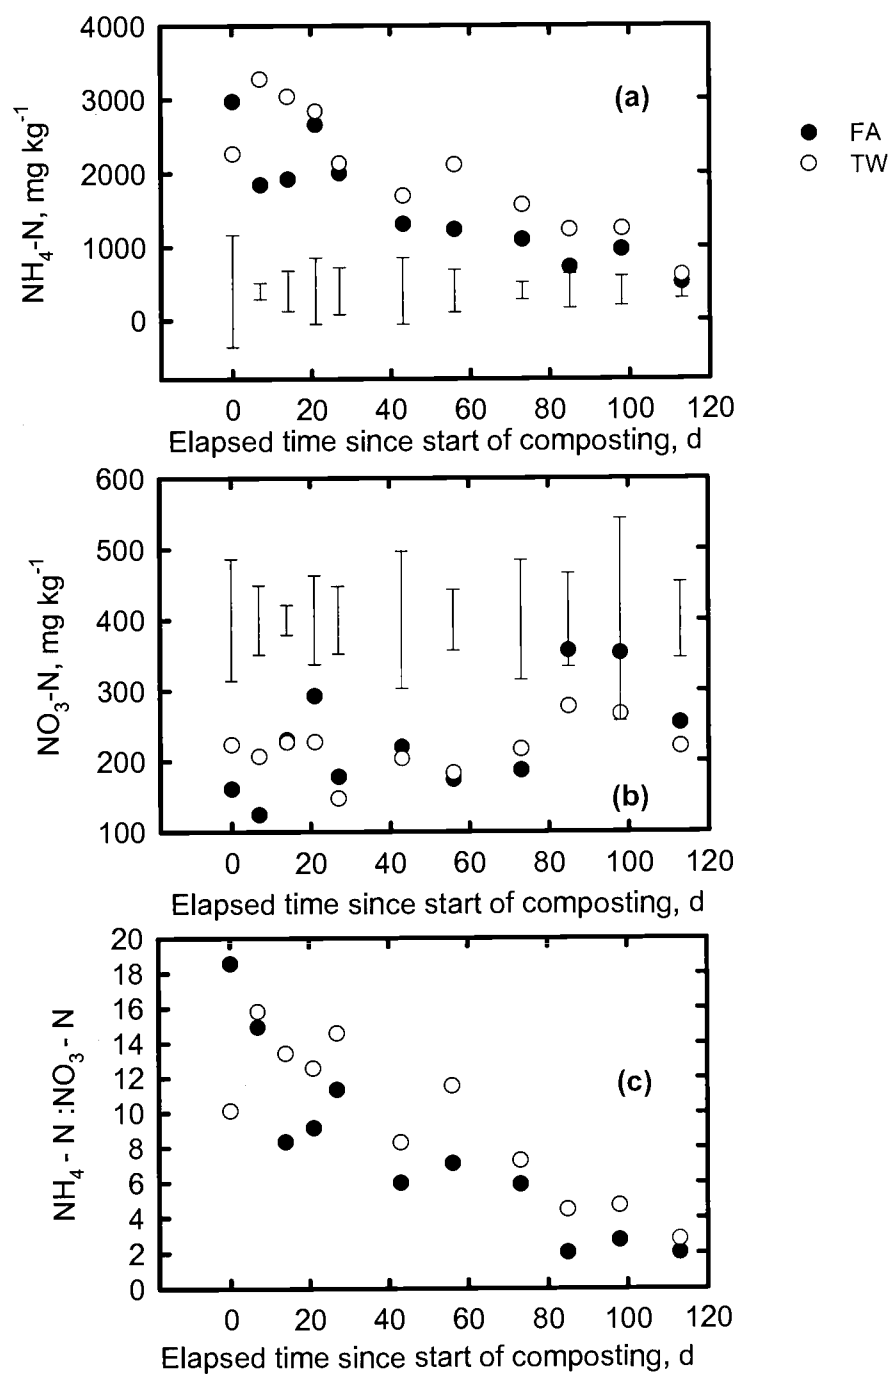 4000
3000
2000
1000
0
NH4-N, mg kg-1
(a)
FA
TW
0 20 40 60 80 100 120
Elapsed time since start of composting, d
600
500
400
300
200
100
NO3-N, mg kg-1
(b)
0 20 40 60 80 100 120
Elapsed time since start of composting, d
20
18
16
14
12
10
8
6
4
2
0
NH4 - N :NO3 - N
(c)
0 20 40 60 80 100 120
Elapsed time since start of composting, d